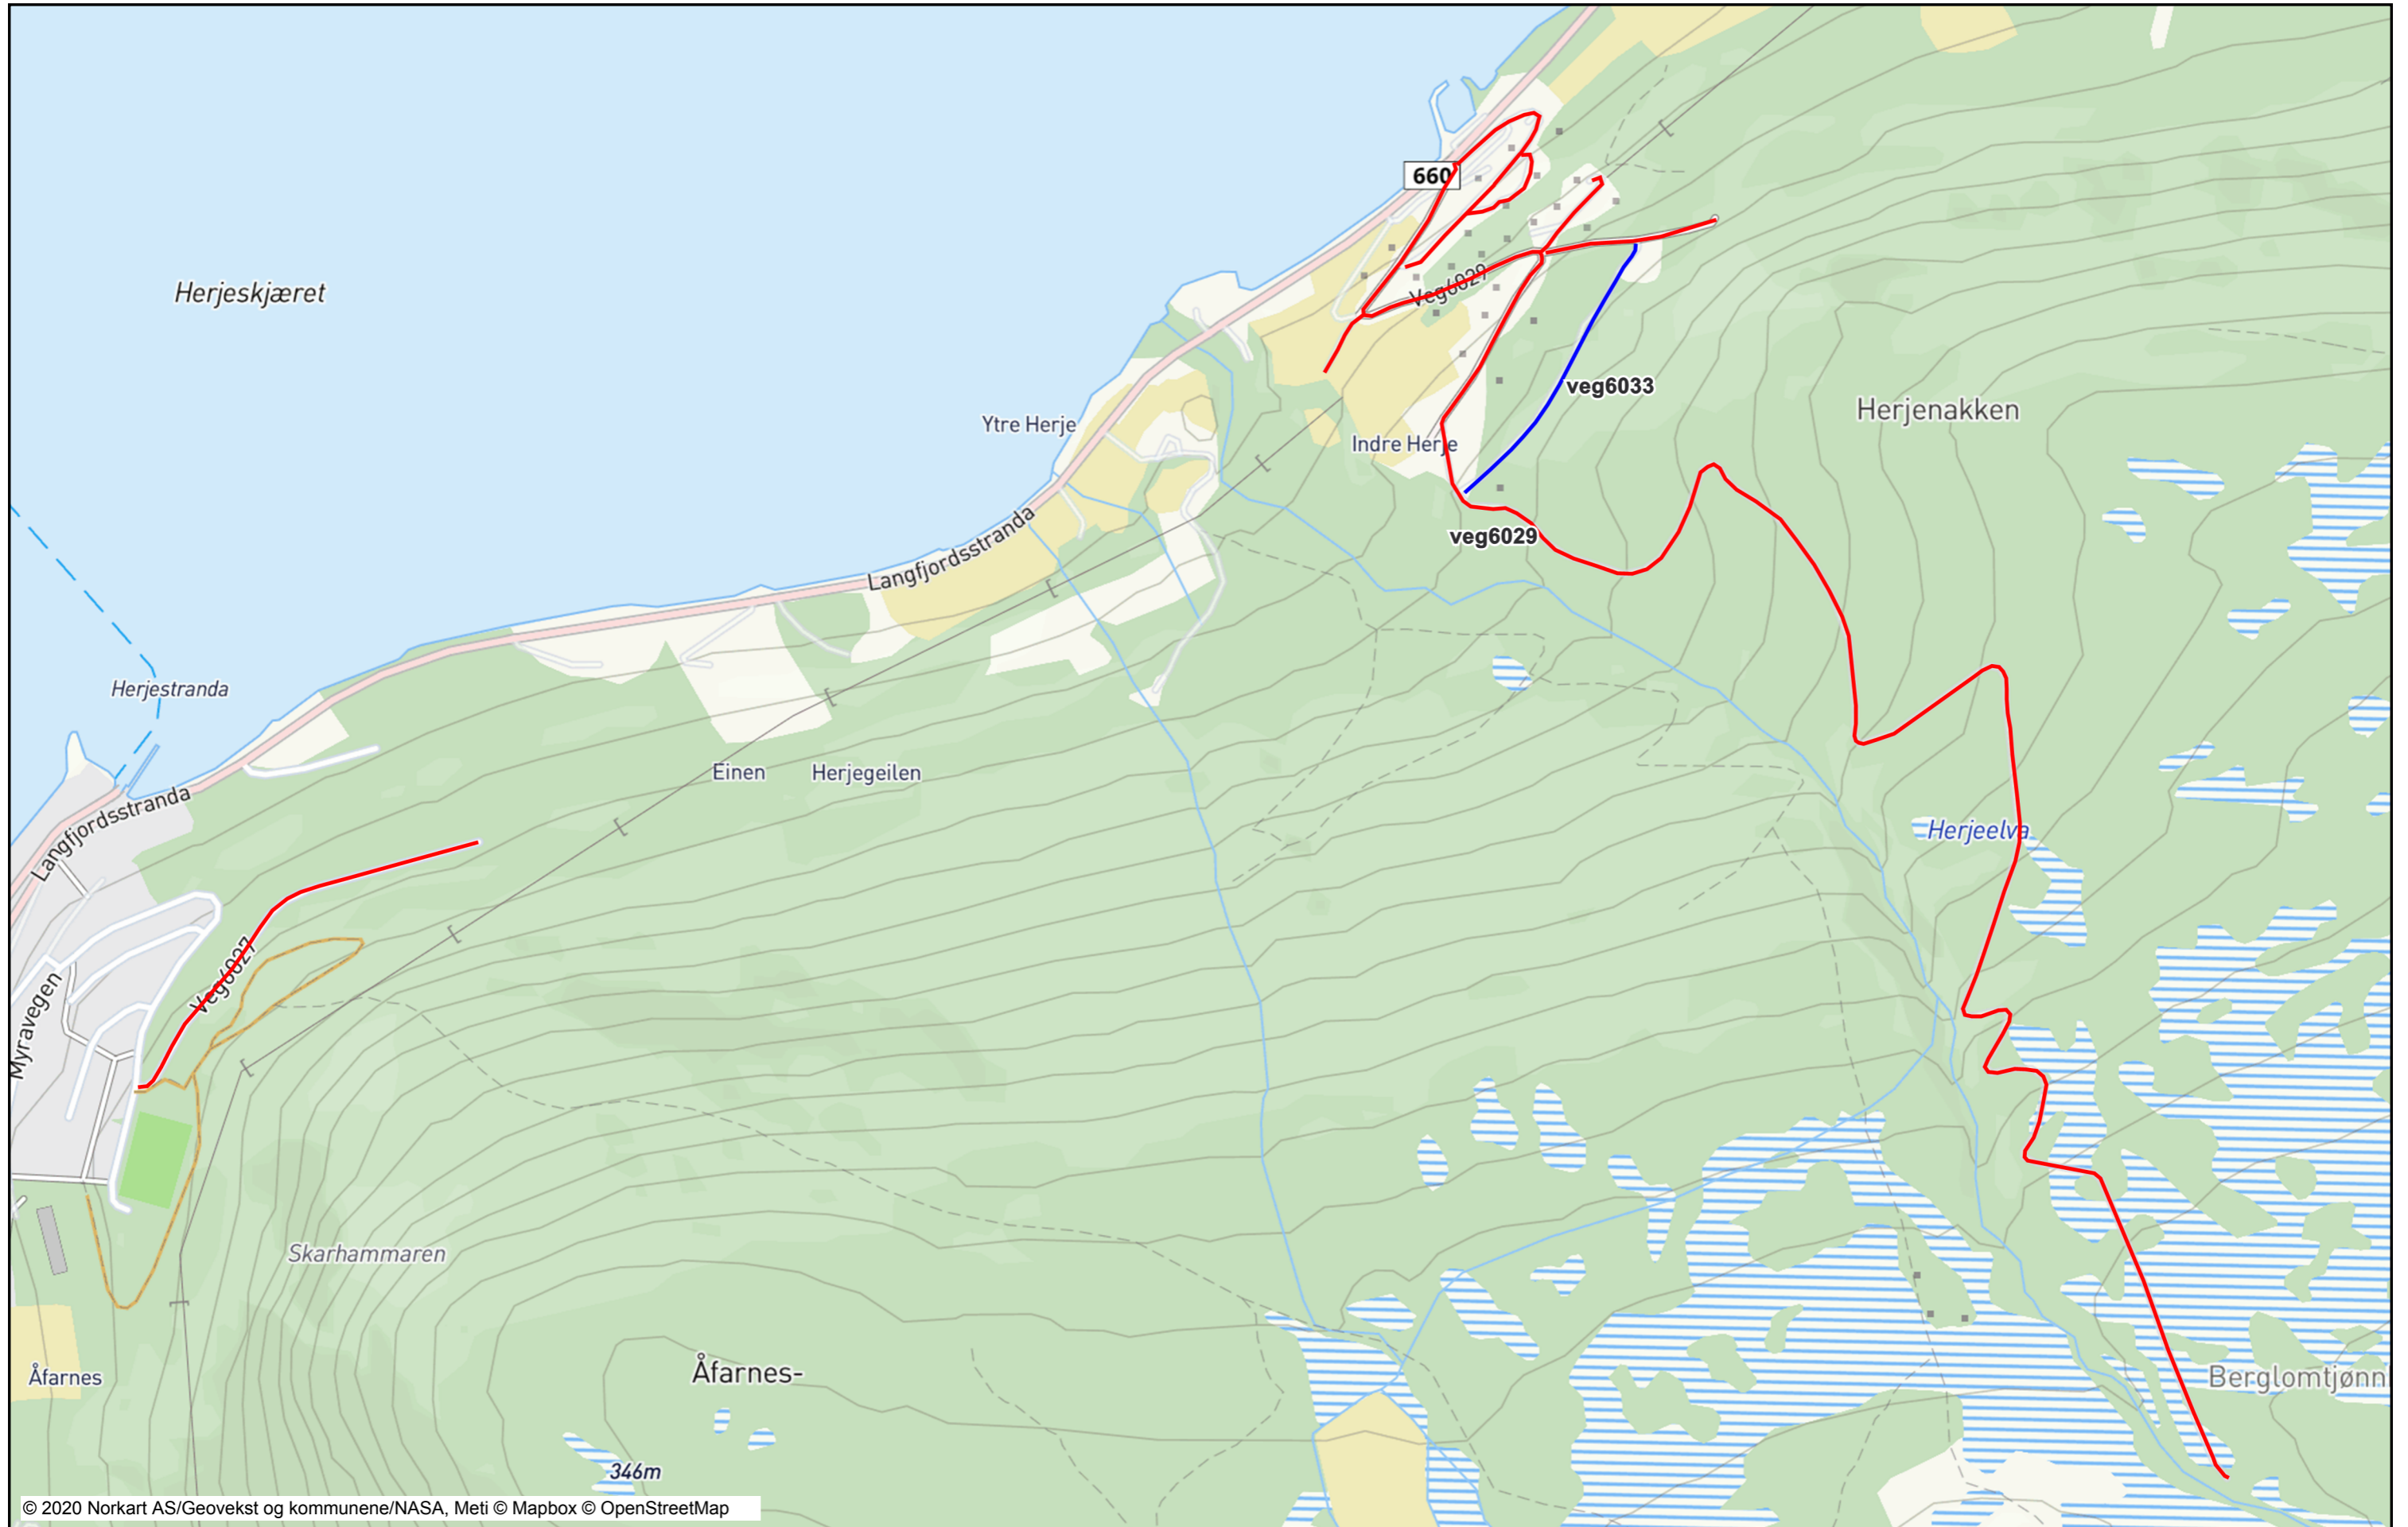 660
Herjeskjæret
Veg6029
veg6033
Herjenakken
Ytre Herje
Indre Herje
veg6029
Langfjordsstranda
Herjestranda
Einen
Herjegeilen
Langfjordsstranda
Herjeelva
Veg6027
Myravegen
Skarhammaren
Åfarnes
Åfarnes-
Berglomtjønn
346m
© 2020 Norkart AS/Geovekst og kommunene/NASA, Meti © Mapbox © OpenStreetMap